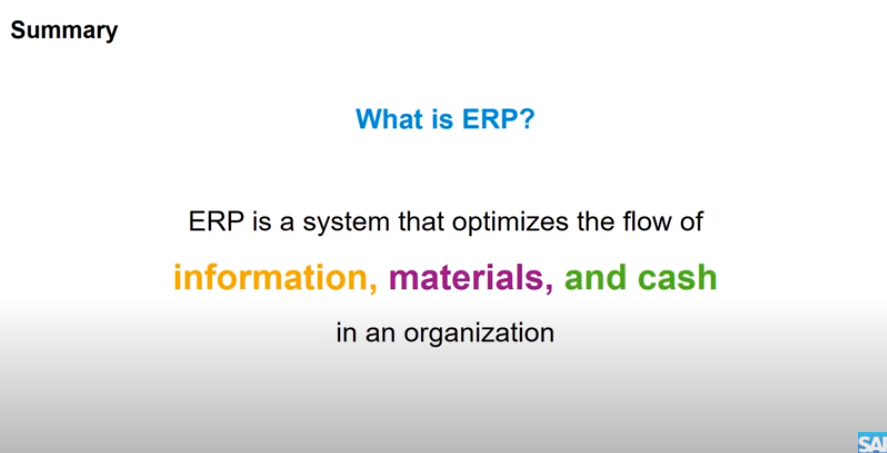 Summary
What is ERP?
ERP is a system that optimizes the flow of
information, materials, and cash
in an organization
SAP